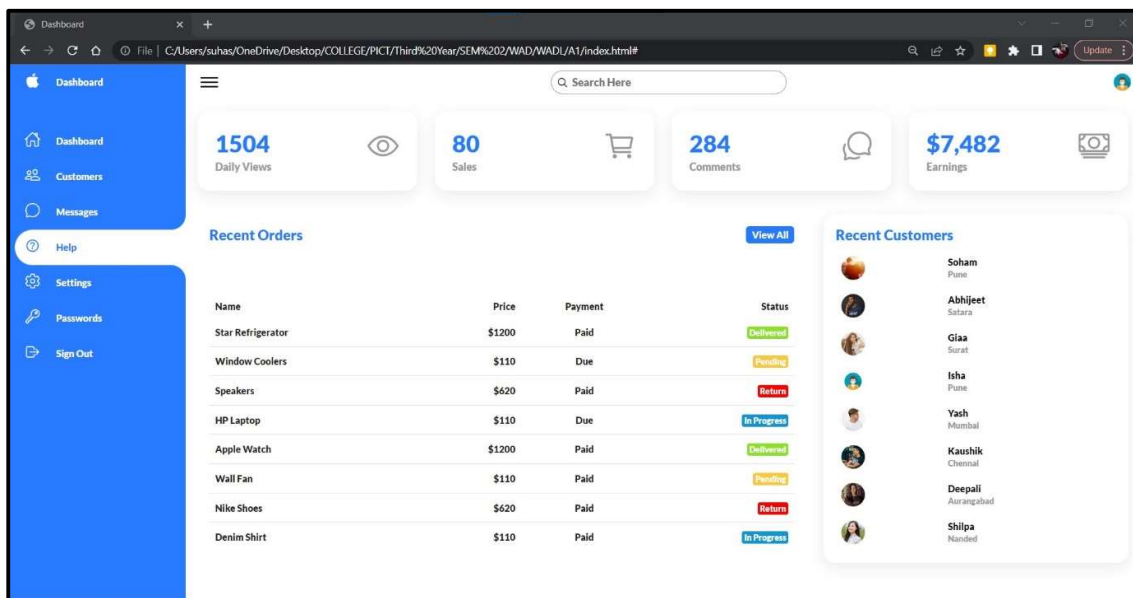 Dashboard
File | C:/Users/suhas/OneDrive/Desktop/COLLEGE/PICT/Third%20Year/SEM%202/WAD/WADL/A1/index.html#
Update
Dashboard
Search Here
Dashboard
Customers
Messages
Help
Settings
Passwords
Sign Out
1504
Daily Views
80
Sales
284
Comments
$7,482
Earnings
Recent Orders
View All
Name Price Payment Status
Star Refrigerator $1200 Paid Delivered
Window Coolers $110 Due Pending
Speakers $620 Paid Return
HP Laptop $110 Due In Progress
Apple Watch $1200 Paid Delivered
Wall Fan $110 Paid Pending
Nike Shoes $620 Paid Return
Denim Shirt $110 Paid In Progress
Recent Customers
Soham
Pune
Abhijeet
Satara
Giaa
Surat
Isha
Pune
Yash
Mumbai
Kaushik
Chennai
Deepali
Aurangabad
Shilpa
Nanded